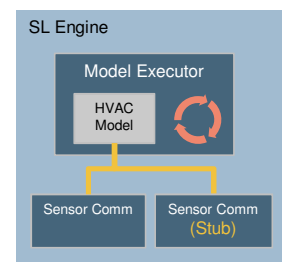 SL Engine
Model Executor
HVAC
Model
Sensor Comm
Sensor Comm
(Stub)